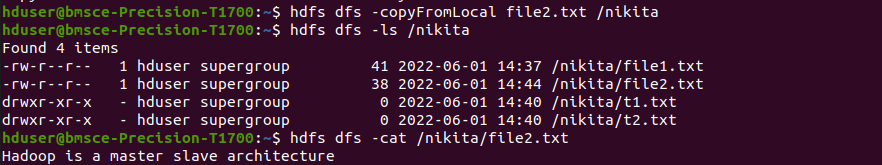 hduser@bmsce-Precision-T1700:~$ hdfs dfs -copyFromLocal file2.txt /nikita
hduser@bmsce-Precision-T1700:~$ hdfs dfs -ls /nikita
Found 4 items
-rw-r--r--   1 hduser supergroup         41 2022-06-01 14:37 /nikita/file1.txt
-rw-r--r--   1 hduser supergroup         38 2022-06-01 14:44 /nikita/file2.txt
drwxr-xr-x   - hduser supergroup          0 2022-06-01 14:40 /nikita/t1.txt
drwxr-xr-x   - hduser supergroup          0 2022-06-01 14:40 /nikita/t2.txt
hduser@bmsce-Precision-T1700:~$ hdfs dfs -cat /nikita/file2.txt
Hadoop is a master slave architecture